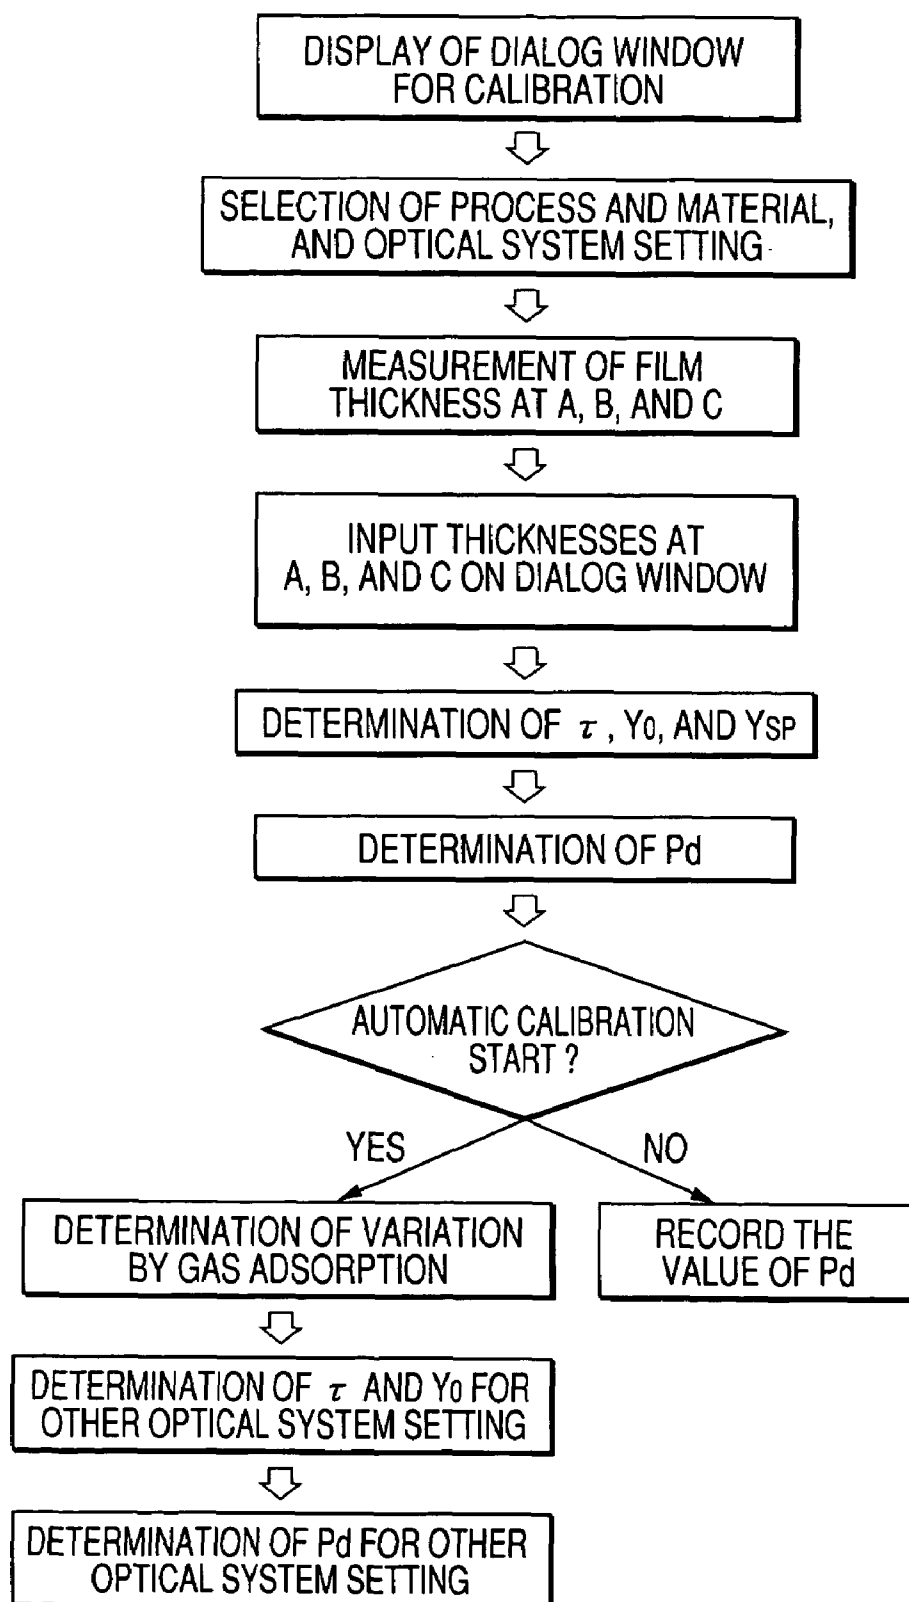 DISPLAY OF DIALOG WINDOW
FOR CALIBRATION
SELECTION OF PROCESS AND MATERIAL,
AND OPTICAL SYSTEM SETTING
MEASUREMENT OF FILM
THICKNESS AT A, B, AND C
INPUT THICKNESSES AT
A, B, AND C ON DIALOG WINDOW
DETERMINATION OF τ, Y0, AND YSP
DETERMINATION OF Pd
AUTOMATIC CALIBRATION
START ?
YES
NO
DETERMINATION OF VARIATION
BY GAS ADSORPTION
RECORD THE
VALUE OF Pd
DETERMINATION OF τ AND Y0 FOR
OTHER OPTICAL SYSTEM SETTING
DETERMINATION OF Pd FOR OTHER
OPTICAL SYSTEM SETTING